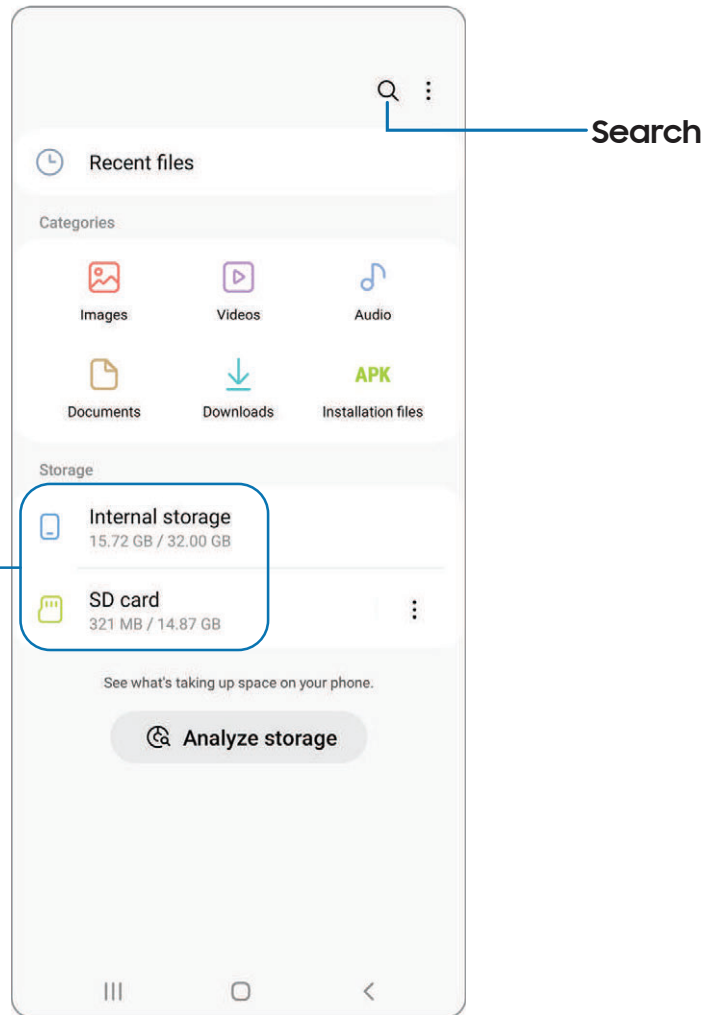 Search
Recent files
Categories
Images Videos Audio
APK
Documents Downloads Installation files
Storage
Internal storage
15.72 GB / 32.00 GB
SD card
321 MB / 14.87 GB
See what's taking up space on your phone.
Analyze storage